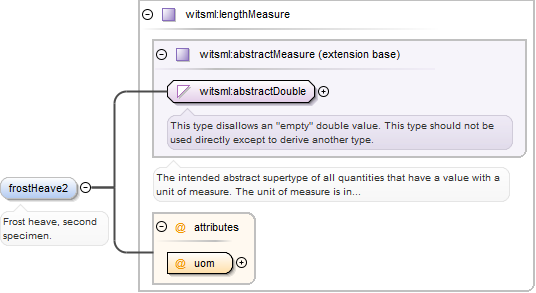 witsml:lengthMeasure
witsml:abstractMeasure (extension base)
witsml:abstractDouble
This type disallows an "empty" double value. This type should not be
used directly except to derive another type.
The intended abstract supertype of all quantities that have a value with a
unit of measure. The unit of measure is in...
frostHeave2
Frost heave, second
specimen.
@ attributes
@ uom